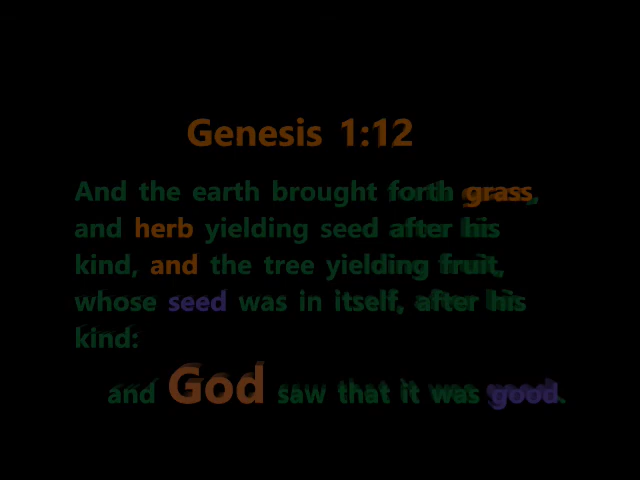 Genesis 1:12
And the earth brought forth grass,
and herb yielding seed after his
kind, and the tree yielding fruit,
whose seed was in itself, after his
kind:
and God saw that it was good.